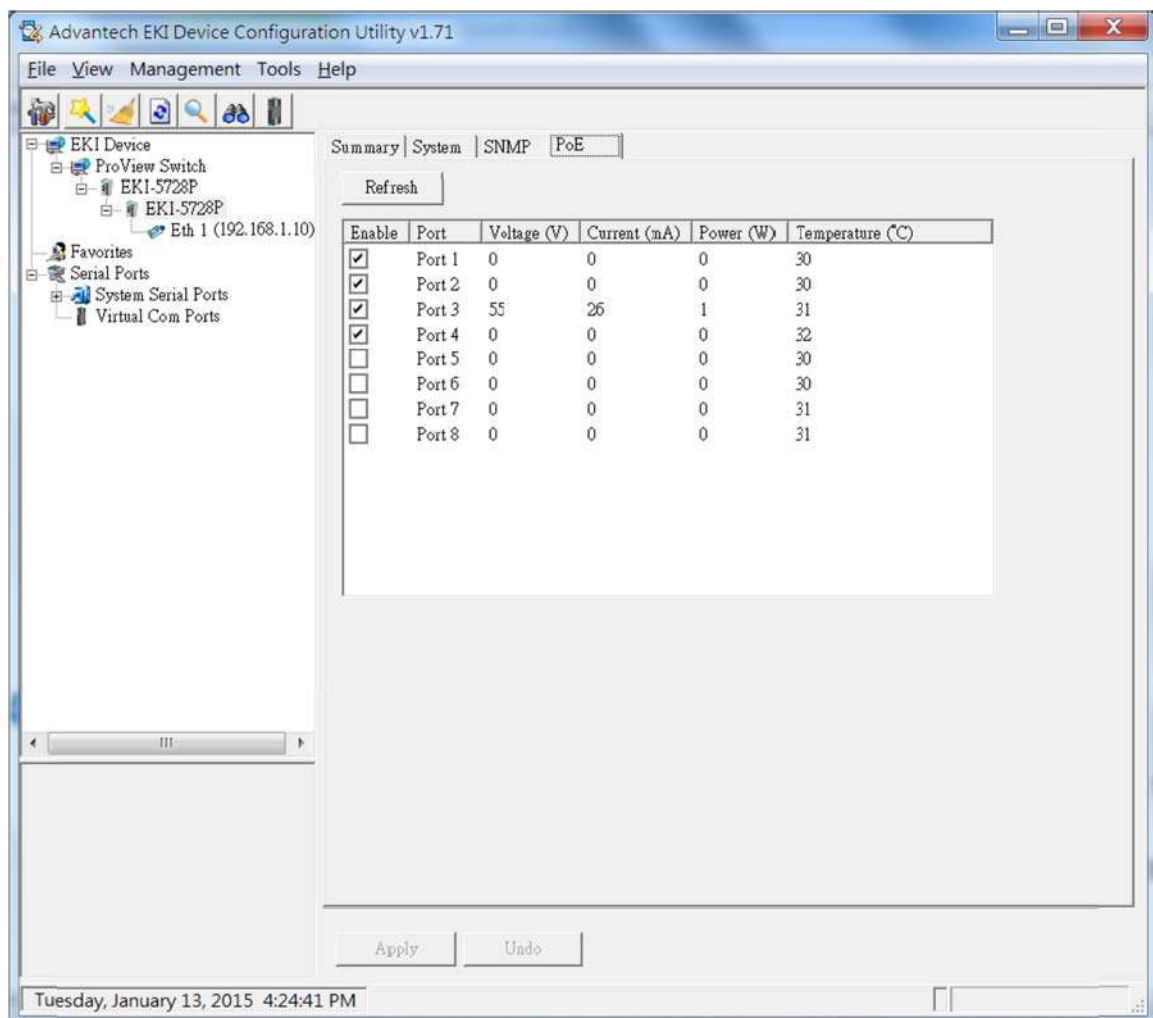 Advantech EKI Device Configuration Utility v1.71
File View Management Tools Help
EKI Device
ProView Switch
EKI-5728P
EKI-5728P
Eth 1 (192.168.1.10)
Favorites
Serial Ports
System Serial Ports
Virtual Com Ports
Summary System SNMP PoE
Refresh
Enable Port Voltage (V) Current (mA) Power (W) Temperature (°C)
Port 1 0 0 0 30
Port 2 0 0 0 30
Port 3 55 26 1 31
Port 4 0 0 0 32
Port 5 0 0 0 30
Port 6 0 0 0 30
Port 7 0 0 0 31
Port 8 0 0 0 31
Apply Undo
Tuesday, January 13, 2015 4:24:41 PM